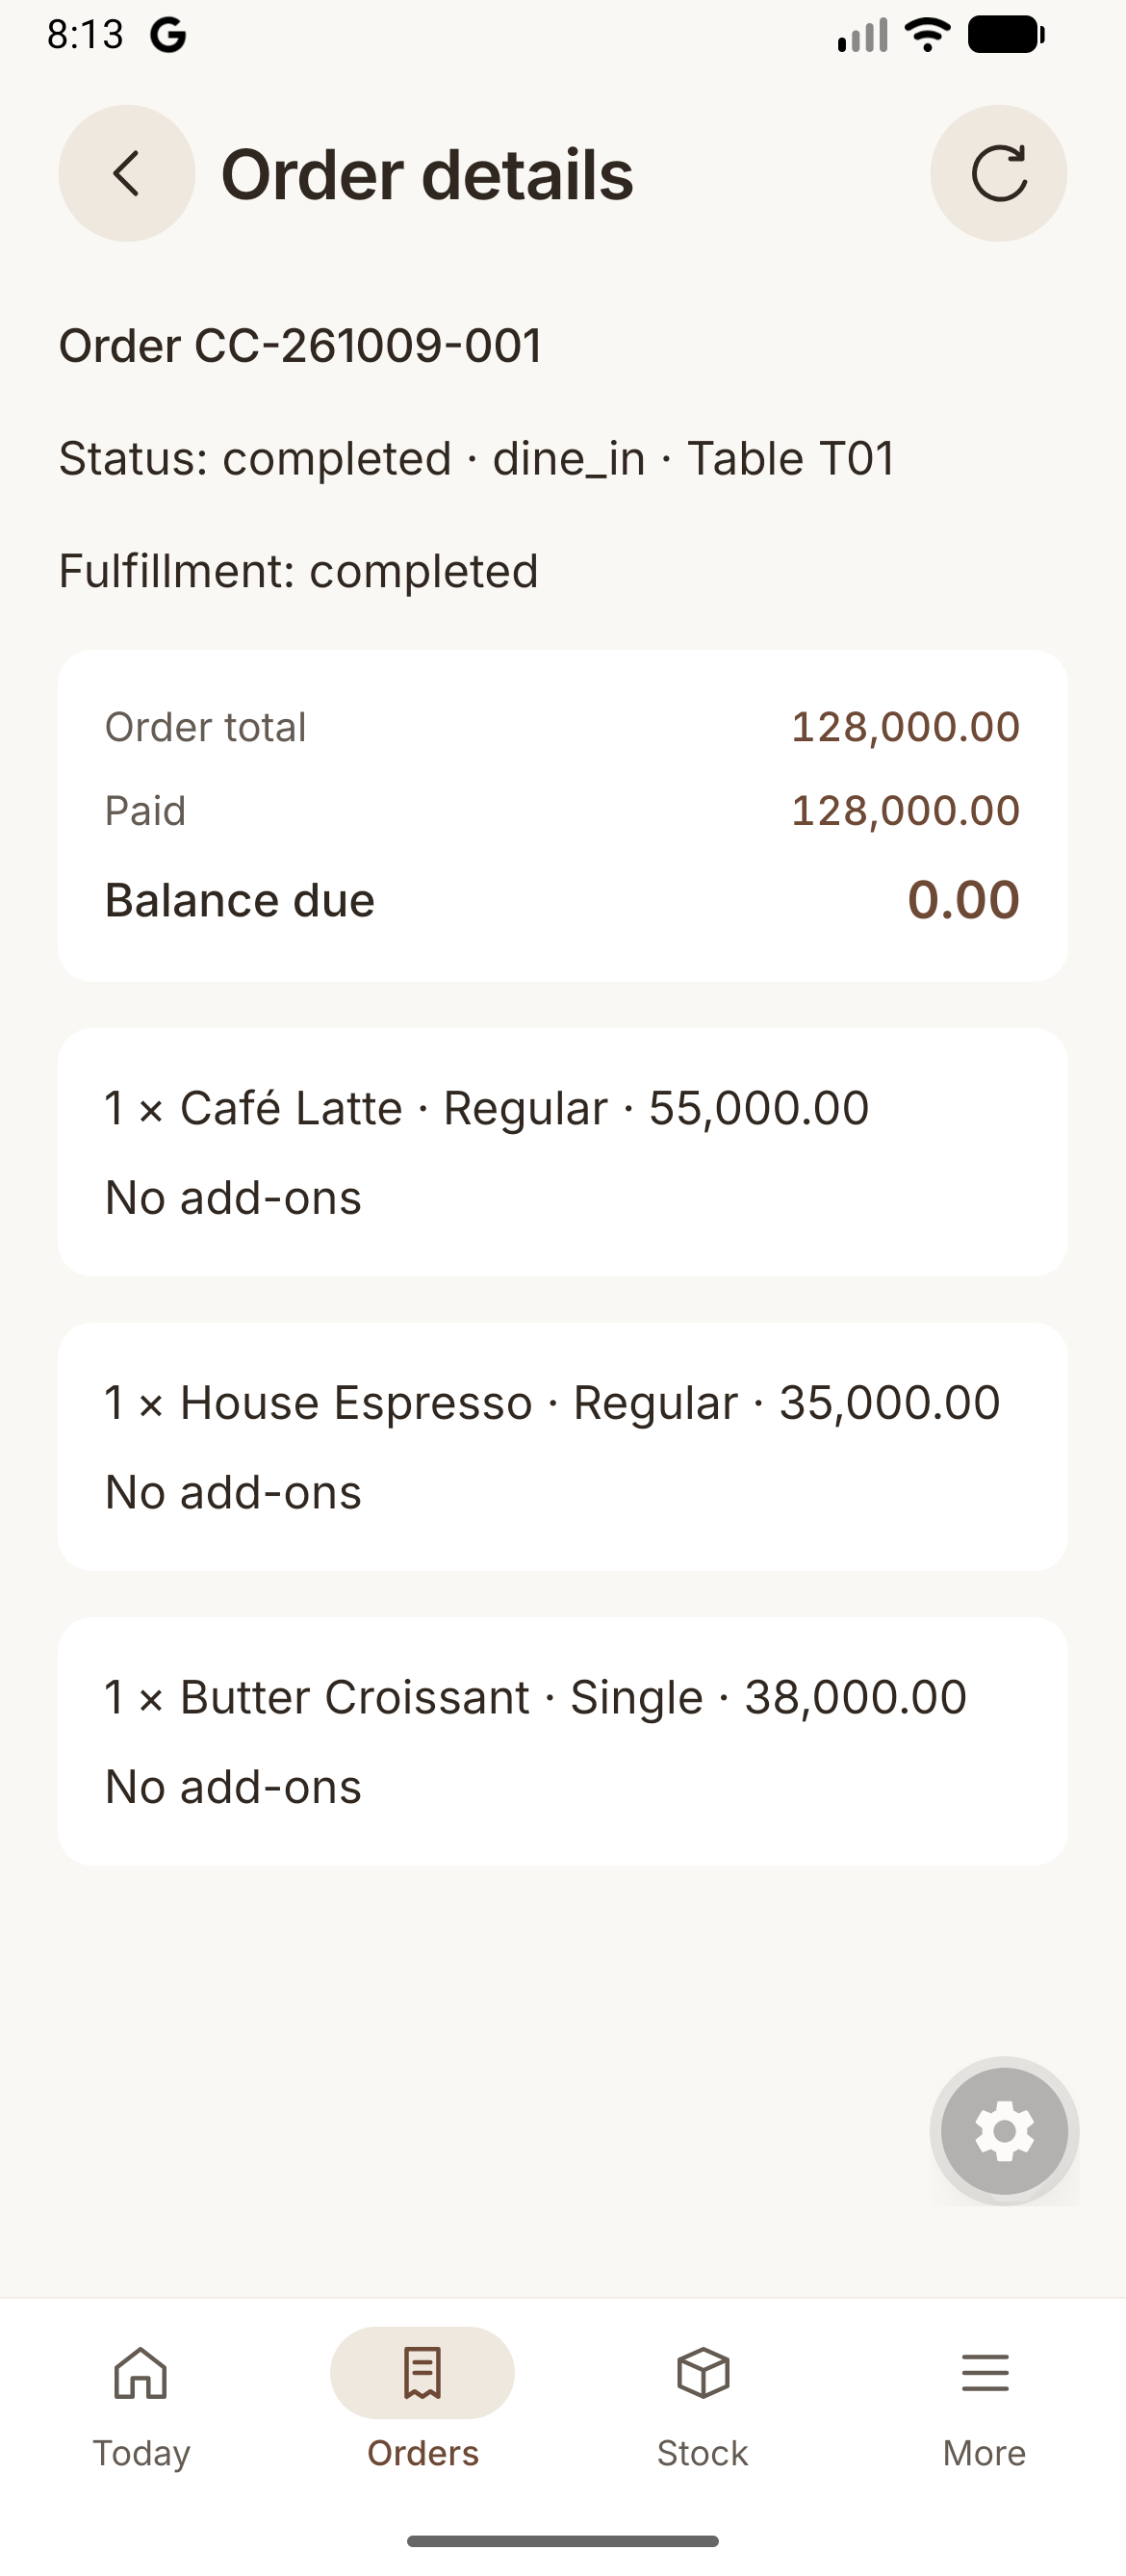 8:13
Order details
Order CC-261009-001
Status: completed · dine_in · Table T01
Fulfillment: completed
Order total 128,000.00
Paid 128,000.00
Balance due 0.00
1 × Café Latte · Regular · 55,000.00
No add-ons
1 × House Espresso · Regular · 35,000.00
No add-ons
1 × Butter Croissant · Single · 38,000.00
No add-ons
Today Orders Stock More